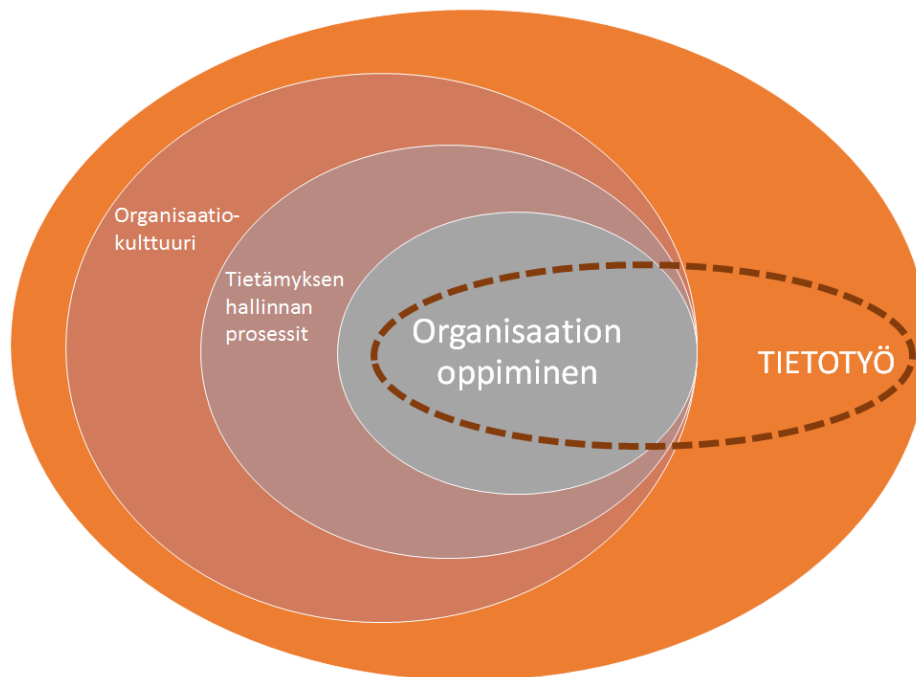 Organisaatio-
kulttuuri
Tietämyksen
hallinnan
prosessit
Organisaation
oppiminen
TIETOTYÖ